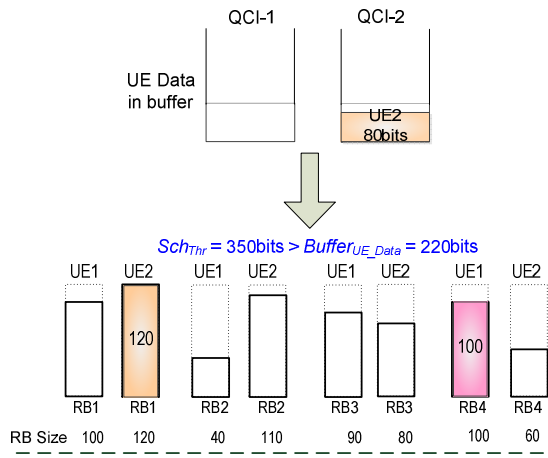 QCI-1 QCI-2
UE Data
in buffer
UE2
80bits
Sch_Thr = 350bits > Buffer_UE_Data = 220bits
UE1 UE2 UE1 UE2 UE1 UE2 UE1 UE2
120 100
RB1 RB1 RB2 RB2 RB3 RB3 RB4 RB4
RB Size 100 120 40 110 90 80 100 60